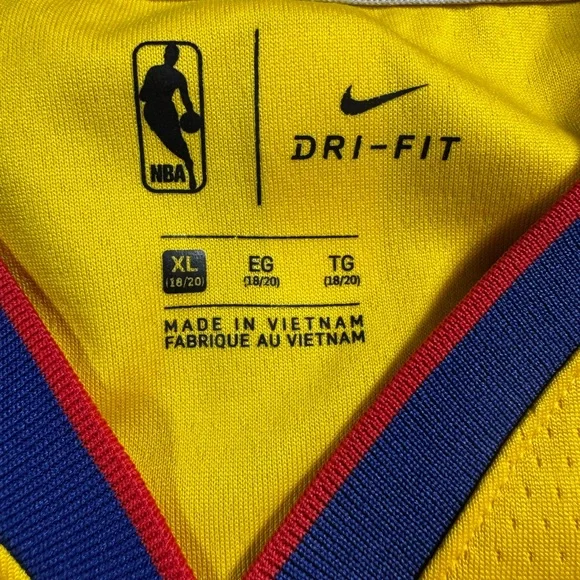 NBA
DRI-FIT
XL EG TG
(18/20) (18/20) (18/20)
MADE IN VIETNAM
FABRIQUE AU VIETNAM